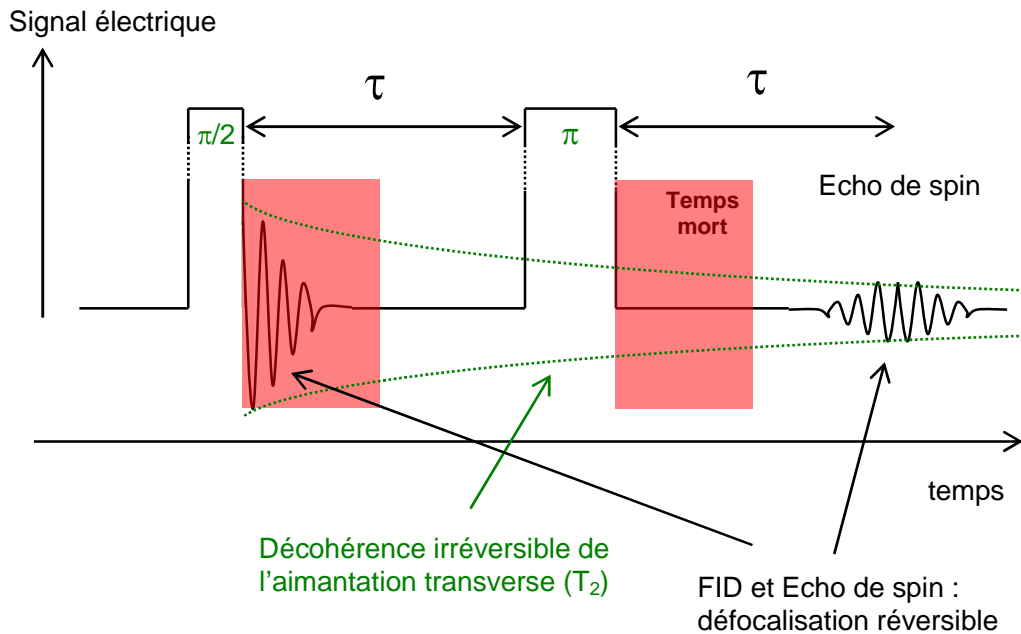 Signal électrique
τ
τ
π/2
π
Echo de spin
Temps
mort
temps
Décohérence irréversible de
l'aimantation transverse (T₂)
FID et Echo de spin :
défocalisation réversible